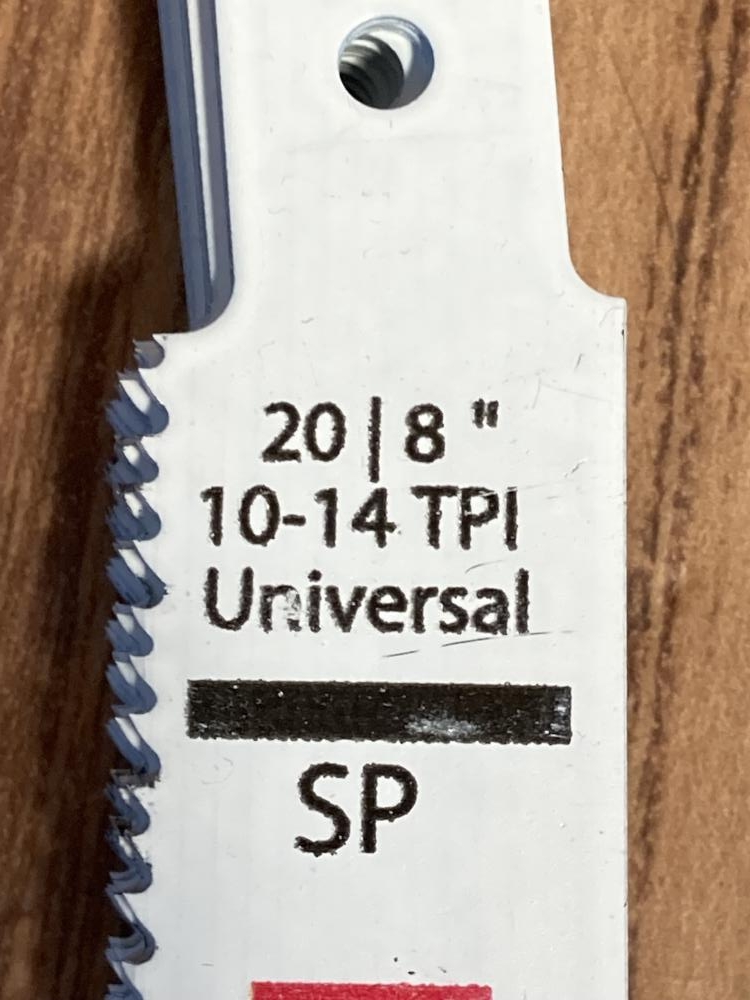 20 | 8 "
10-14 TPI
Universal
SP